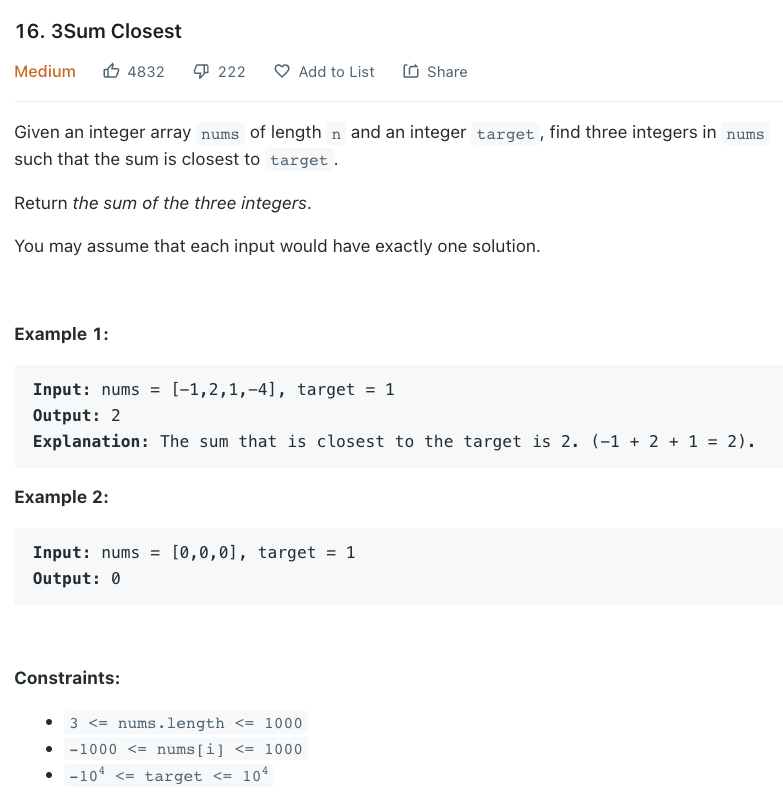 16. 3Sum Closest
Medium 4832 222 Add to List Share
Given an integer array nums of length n and an integer target, find three integers in nums
such that the sum is closest to target.
Return the sum of the three integers.
You may assume that each input would have exactly one solution.
Example 1:
Input: nums = [-1,2,1,-4], target = 1
Output: 2
Explanation: The sum that is closest to the target is 2. (-1 + 2 + 1 = 2).
Example 2:
Input: nums = [0,0,0], target = 1
Output: 0
Constraints:
• 3 <= nums.length <= 1000
• -1000 <= nums[i] <= 1000
• -10⁴ <= target <= 10⁴